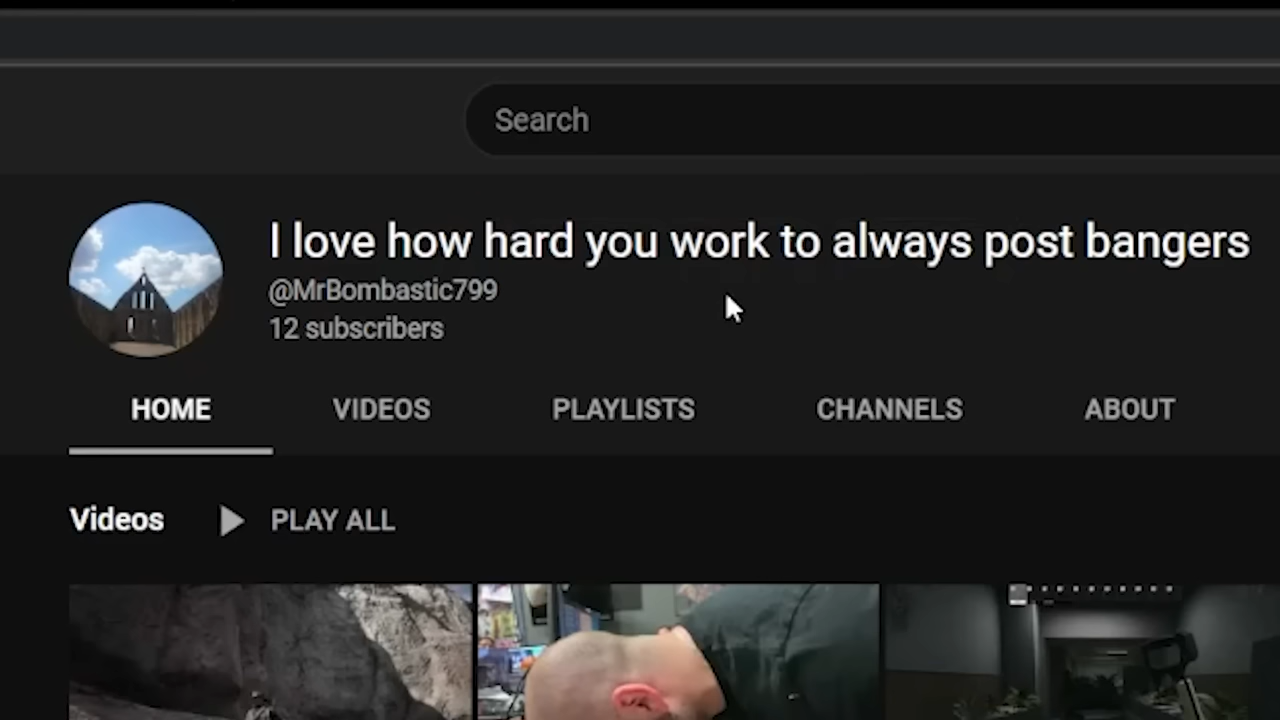 Search
I love how hard you work to always post bangers
@MrBombastic799
12 subscribers
HOME VIDEOS PLAYLISTS CHANNELS ABOUT
Videos PLAY ALL